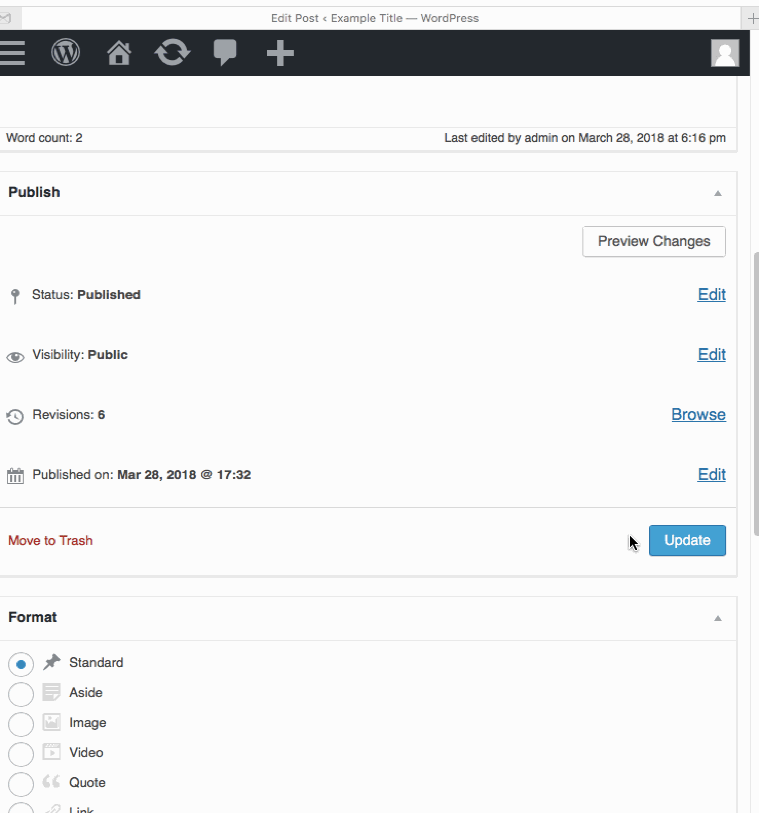 Edit Post ‹ Example Title — WordPress
Word count: 2 Last edited by admin on March 28, 2018 at 6:16 pm
Publish
Preview Changes
Status: Published Edit
Visibility: Public Edit
Revisions: 6 Browse
Published on: Mar 28, 2018 @ 17:32 Edit
Move to Trash Update
Format
Standard
Aside
Image
Video
Quote
Link